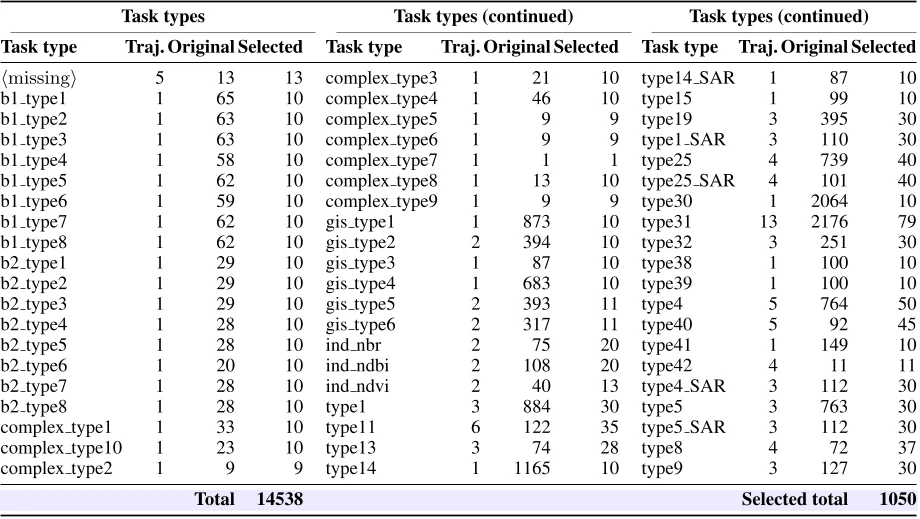 Task types Task types (continued) Task types (continued)
Task type Traj. Original Selected Task type Traj. Original Selected Task type Traj. Original Selected
⟨missing⟩ 5 13 13 complex_type3 1 21 10 type14_SAR 1 87 10
b1_type1 1 65 10 complex_type4 1 46 10 type15 1 99 10
b1_type2 1 63 10 complex_type5 1 9 9 type19 3 395 30
b1_type3 1 63 10 complex_type6 1 9 9 type1_SAR 3 110 30
b1_type4 1 58 10 complex_type7 1 1 1 type25 4 739 40
b1_type5 1 62 10 complex_type8 1 13 10 type25_SAR 4 101 40
b1_type6 1 59 10 complex_type9 1 9 9 type30 1 2064 10
b1_type7 1 62 10 gis_type1 1 873 10 type31 13 2176 79
b1_type8 1 62 10 gis_type2 2 394 10 type32 3 251 30
b2_type1 1 29 10 gis_type3 1 87 10 type38 1 100 10
b2_type2 1 29 10 gis_type4 1 683 10 type39 1 100 10
b2_type3 1 29 10 gis_type5 2 393 11 type4 5 764 50
b2_type4 1 28 10 gis_type6 2 317 11 type40 5 92 45
b2_type5 1 28 10 ind_nbr 2 75 20 type41 1 149 10
b2_type6 1 20 10 ind_ndbi 2 108 20 type42 4 11 11
b2_type7 1 28 10 ind_ndvi 2 40 13 type4_SAR 3 112 30
b2_type8 1 28 10 type1 3 884 30 type5 3 763 30
complex_type1 1 33 10 type11 6 122 35 type5_SAR 3 112 30
complex_type10 1 23 10 type13 3 74 28 type8 4 72 37
complex_type2 1 9 9 type14 1 1165 10 type9 3 127 30
Total 14538 Selected total 1050